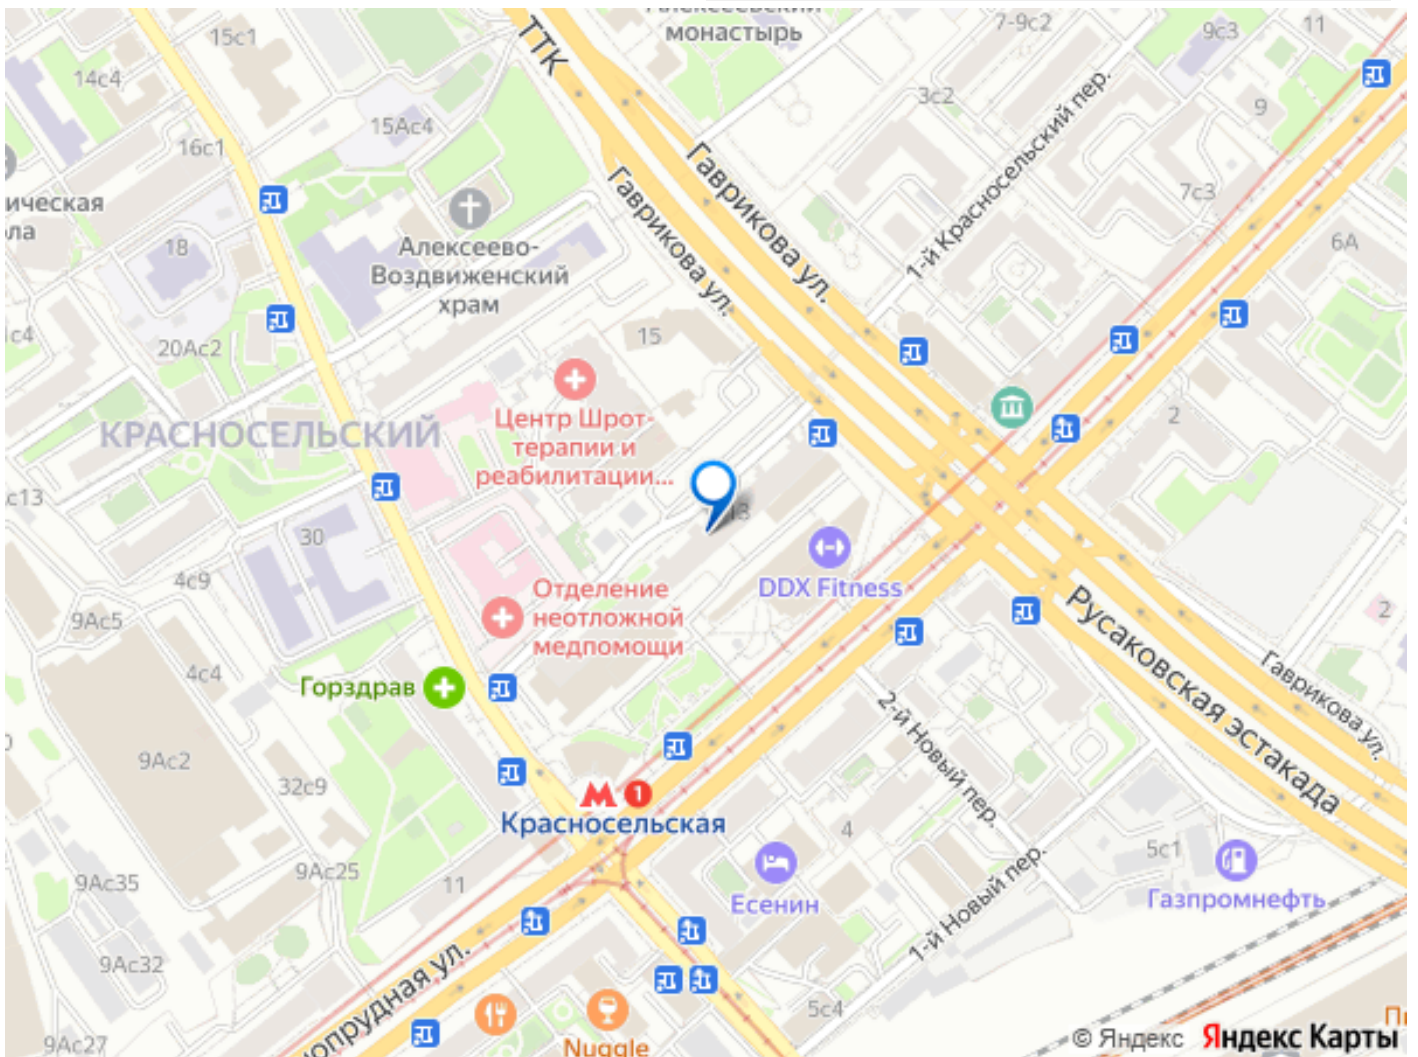 Алексеевский
монастырь
7-9с2
9с3
11
15с1
ТТК
14с4
3с2
9
1-й Красносельский пер.
15Ас4
16с1
Гаврикова ул.
Гаврикова ул.
7с3
ическая
ла
18
Алексеево-
Воздвиженский
храм
6А
с4
20Ас2
15
КРАСНОСЕЛЬСКИЙ
Центр Шрот-
терапии и
реабилитации...
2
с13
30
13
DDX Fitness
4с9
Отделение
неотложной
медпомощи
9Ас5
Русаковская эстакада
2
Гаврикова ул.
4с4
Горздрав
2-й Новый пер.
9Ас2
32с9
1
Красносельская
4
5с1
9Ас25
11
9Ас35
Есенин
1-й Новый пер.
Газпромнефть
9Ас32
опрудная ул.
5с4
9Ас27
Nuggle
© Яндекс Яндекс Карты